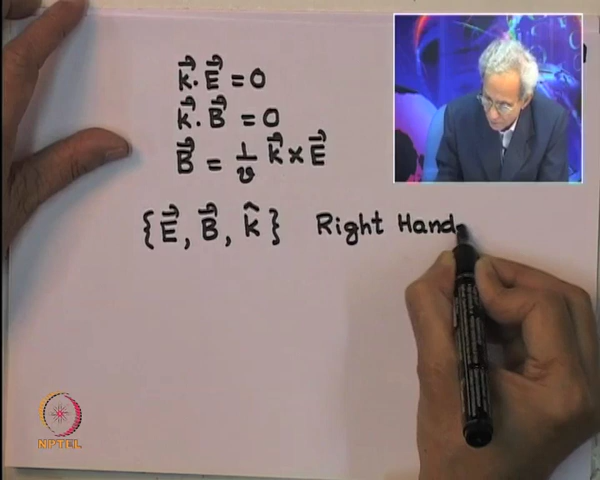 k⃗·E⃗ = 0
k⃗·B⃗ = 0
B⃗ = 1/v k⃗×E⃗
{E⃗, B⃗, k̂} Right Hand
NPTEL